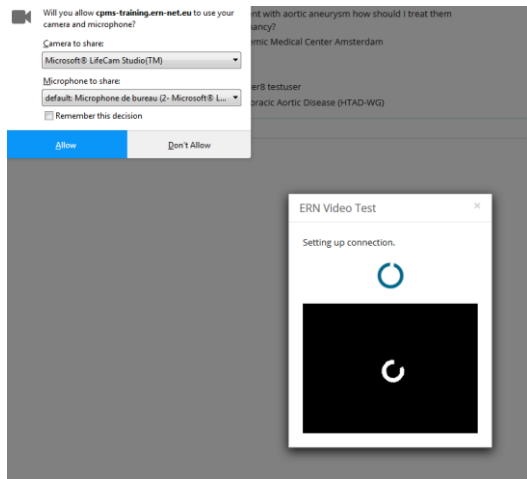 Will you allow cpms-training.ern-net.eu to use your
camera and microphone?
Camera to share:
Microsoft® LifeCam Studio(TM)
Microphone to share:
default: Microphone de bureau (2- Microsoft® L...
Remember this decision
Allow
Don't Allow
nt with aortic aneurysm how should I treat them
ancy?
emic Medical Center Amsterdam
er8 testuser
oracic Aortic Disease (HTAD-WG)
ERN Video Test
×
Setting up connection.